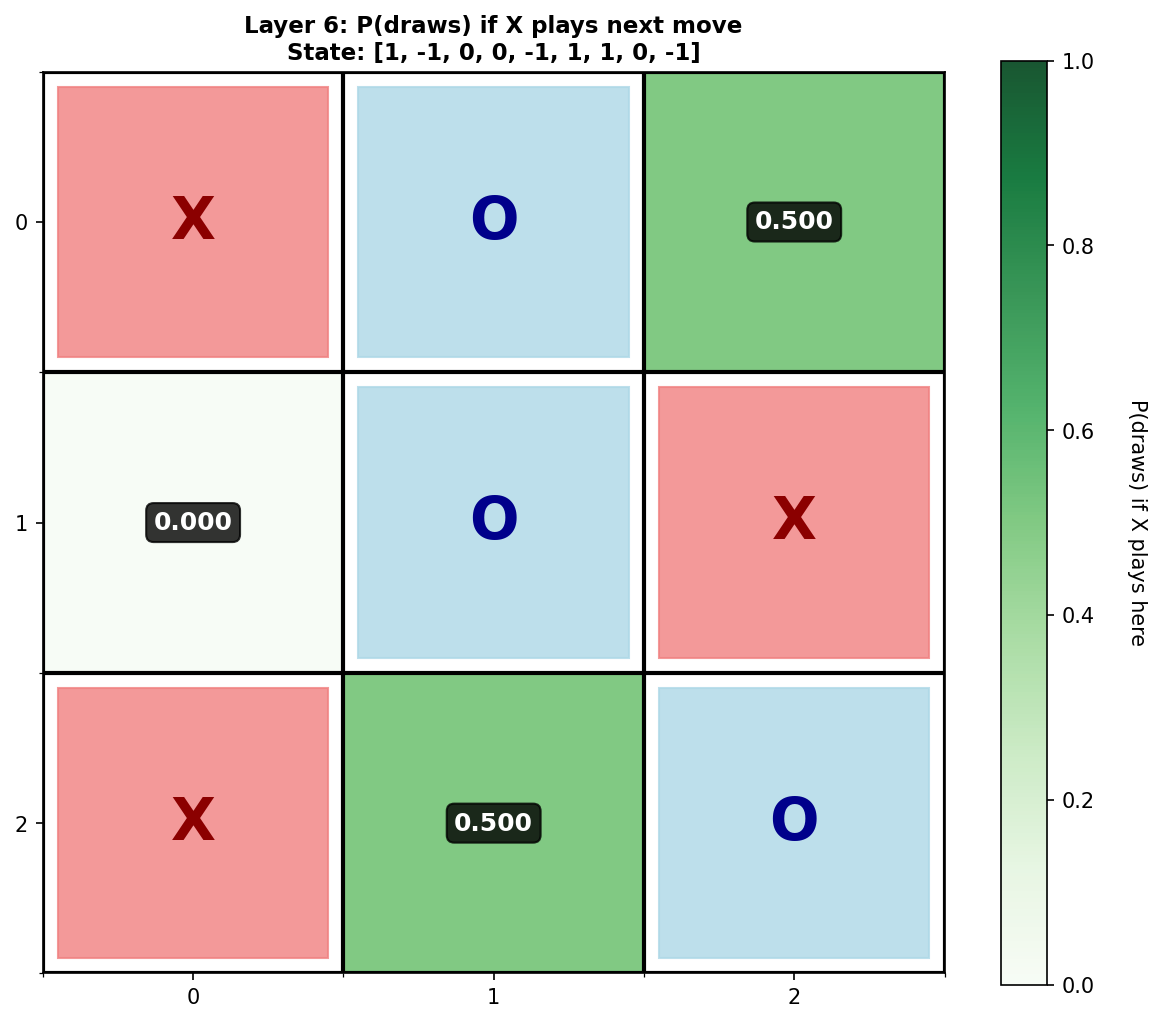 Layer 6: P(draws) if X plays next move
State: [1, -1, 0, 0, -1, 1, 1, 0, -1]
X O 0.500
0.000 O X
X 0.500 O
0
1
2
0 1 2
1.0
0.8
0.6
0.4
0.2
0.0
P(draws) if X plays here